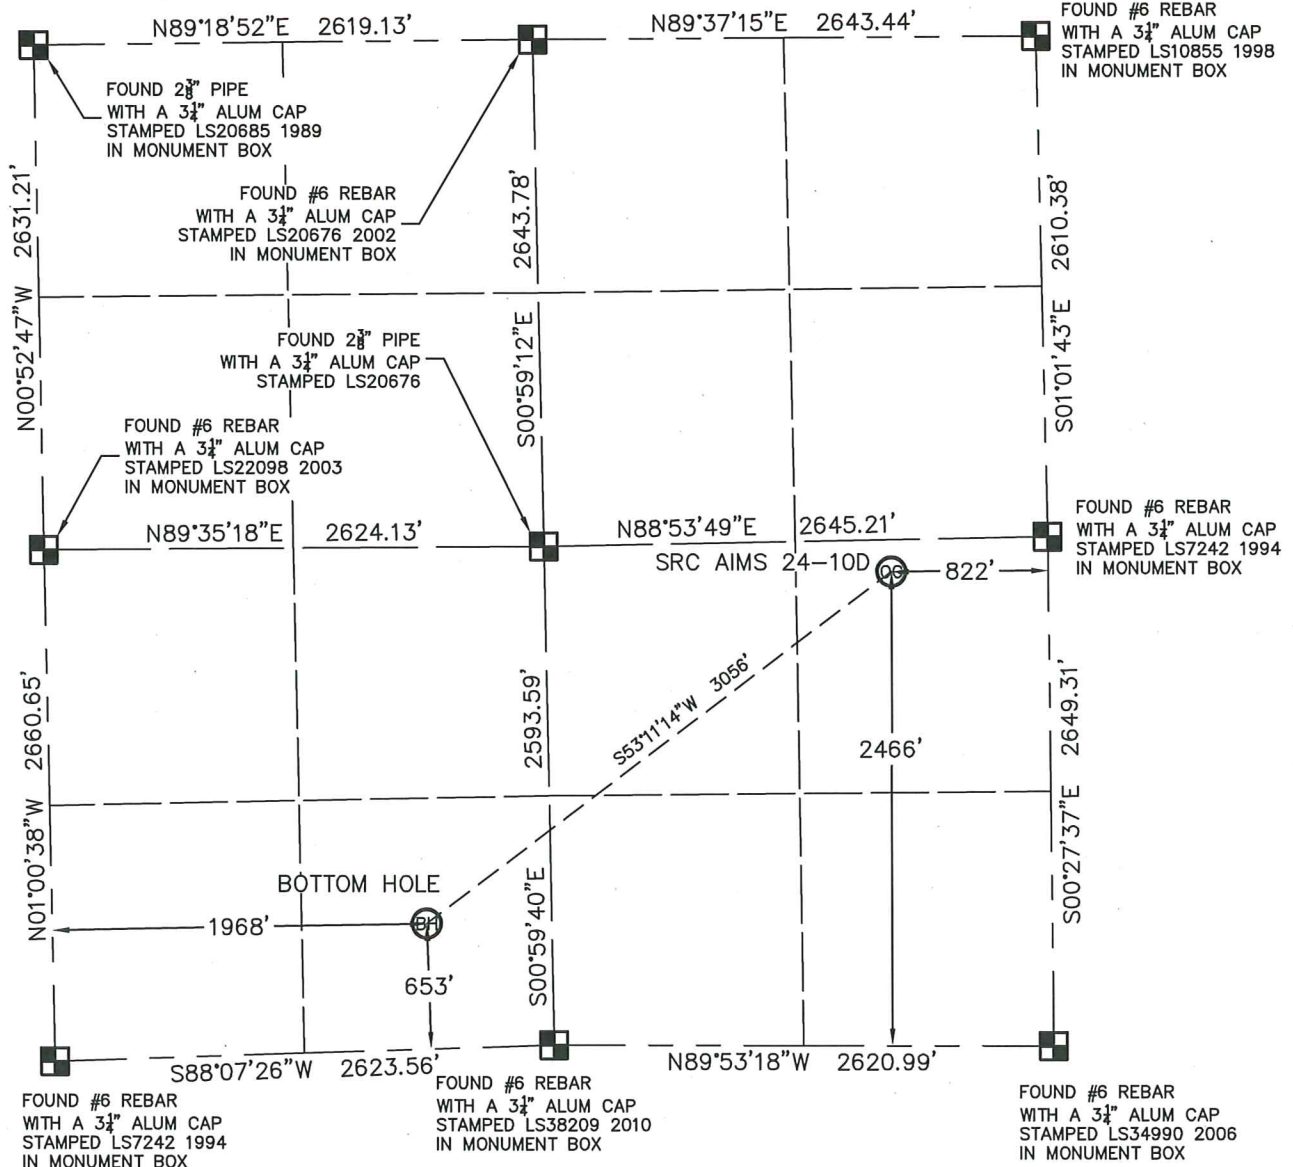 N89°18'52"E 2619.13'
N89°37'15"E 2643.44'
FOUND #6 REBAR
WITH A 3¼" ALUM CAP
STAMPED LS10855 1998
IN MONUMENT BOX
FOUND 2⅜" PIPE
WITH A 3¼" ALUM CAP
STAMPED LS20685 1989
IN MONUMENT BOX
FOUND #6 REBAR
WITH A 3¼" ALUM CAP
STAMPED LS20676 2002
IN MONUMENT BOX
N00°52'47"W 2631.21'
S00°59'12"E 2643.78'
S01°01'43"E 2610.38'
FOUND 2⅜" PIPE
WITH A 3¼" ALUM CAP
STAMPED LS20676
FOUND #6 REBAR
WITH A 3¼" ALUM CAP
STAMPED LS22098 2003
IN MONUMENT BOX
N89°35'18"E 2624.13'
N88°53'49"E 2645.21'
FOUND #6 REBAR
WITH A 3¼" ALUM CAP
STAMPED LS7242 1994
IN MONUMENT BOX
SRC AIMS 24-10D
OG
822'
S53°11'14"W 3056'
2466'
N01°00'38"W 2660.65'
S00°59'40"E 2593.59'
S00°27'37"E 2649.31'
BOTTOM HOLE
1968'
BH
653'
S88°07'26"W 2623.56'
N89°53'18"W 2620.99'
FOUND #6 REBAR
WITH A 3¼" ALUM CAP
STAMPED LS7242 1994
IN MONUMENT BOX
FOUND #6 REBAR
WITH A 3¼" ALUM CAP
STAMPED LS38209 2010
IN MONUMENT BOX
FOUND #6 REBAR
WITH A 3¼" ALUM CAP
STAMPED LS34990 2006
IN MONUMENT BOX